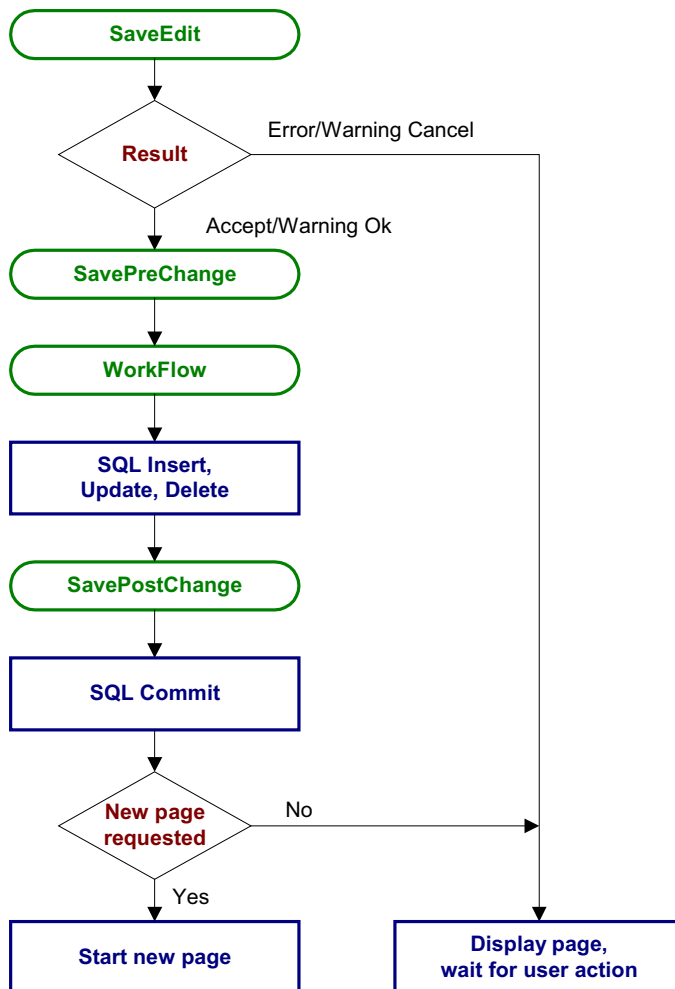 SaveEdit
Error/Warning Cancel
Result
Accept/Warning Ok
SavePreChange
WorkFlow
SQL Insert,
Update, Delete
SavePostChange
SQL Commit
New page
requested
No
Yes
Start new page
Display page,
wait for user action